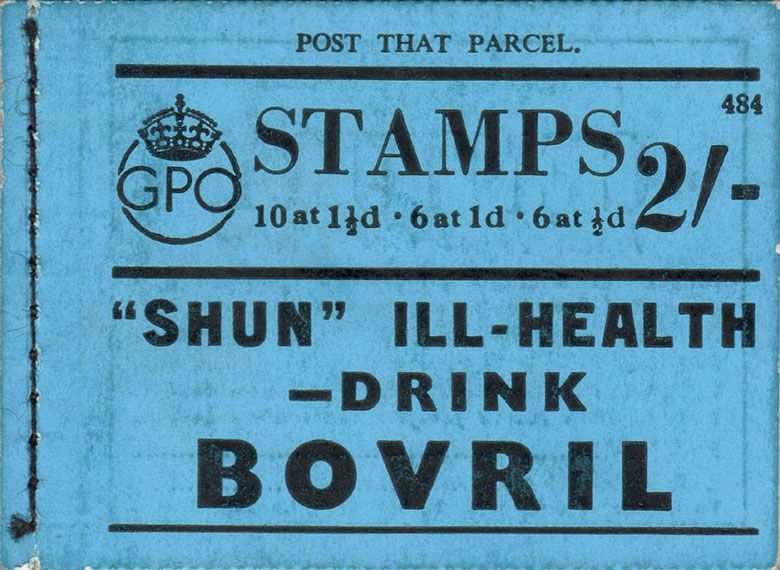 POST THAT PARCEL.
484
STAMPS 2/-
GPO
10 at 1½d · 6 at 1d · 6 at ½d
“SHUN” ILL-HEALTH
—DRINK
BOVRIL